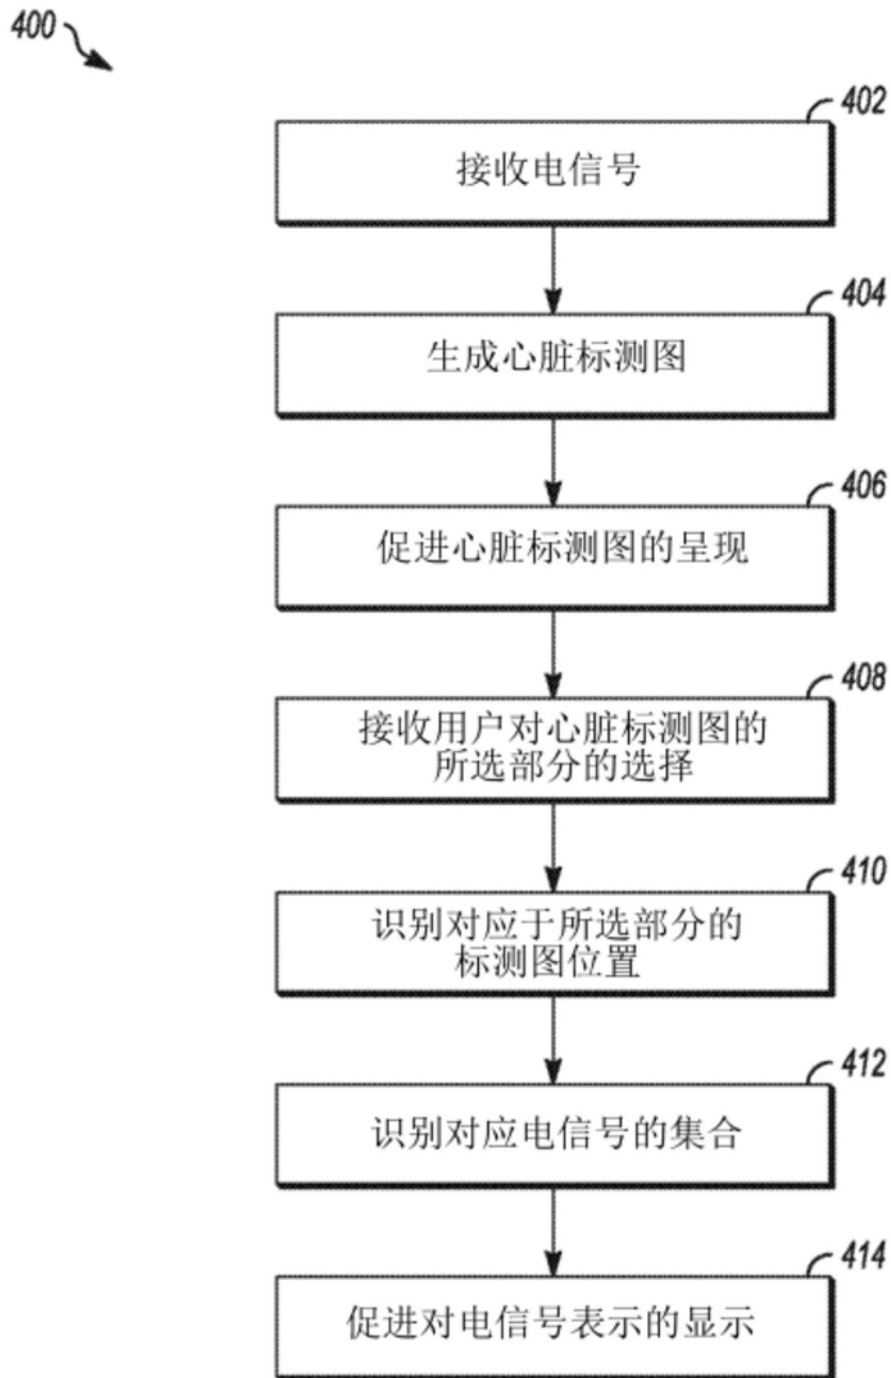 400
402
接收电信号
404
生成心脏标测图
406
促进心脏标测图的呈现
408
接收用户对心脏标测图的
所选部分的选择
410
识别对应于所选部分的
标测图位置
412
识别对应电信号的集合
414
促进对电信号表示的显示